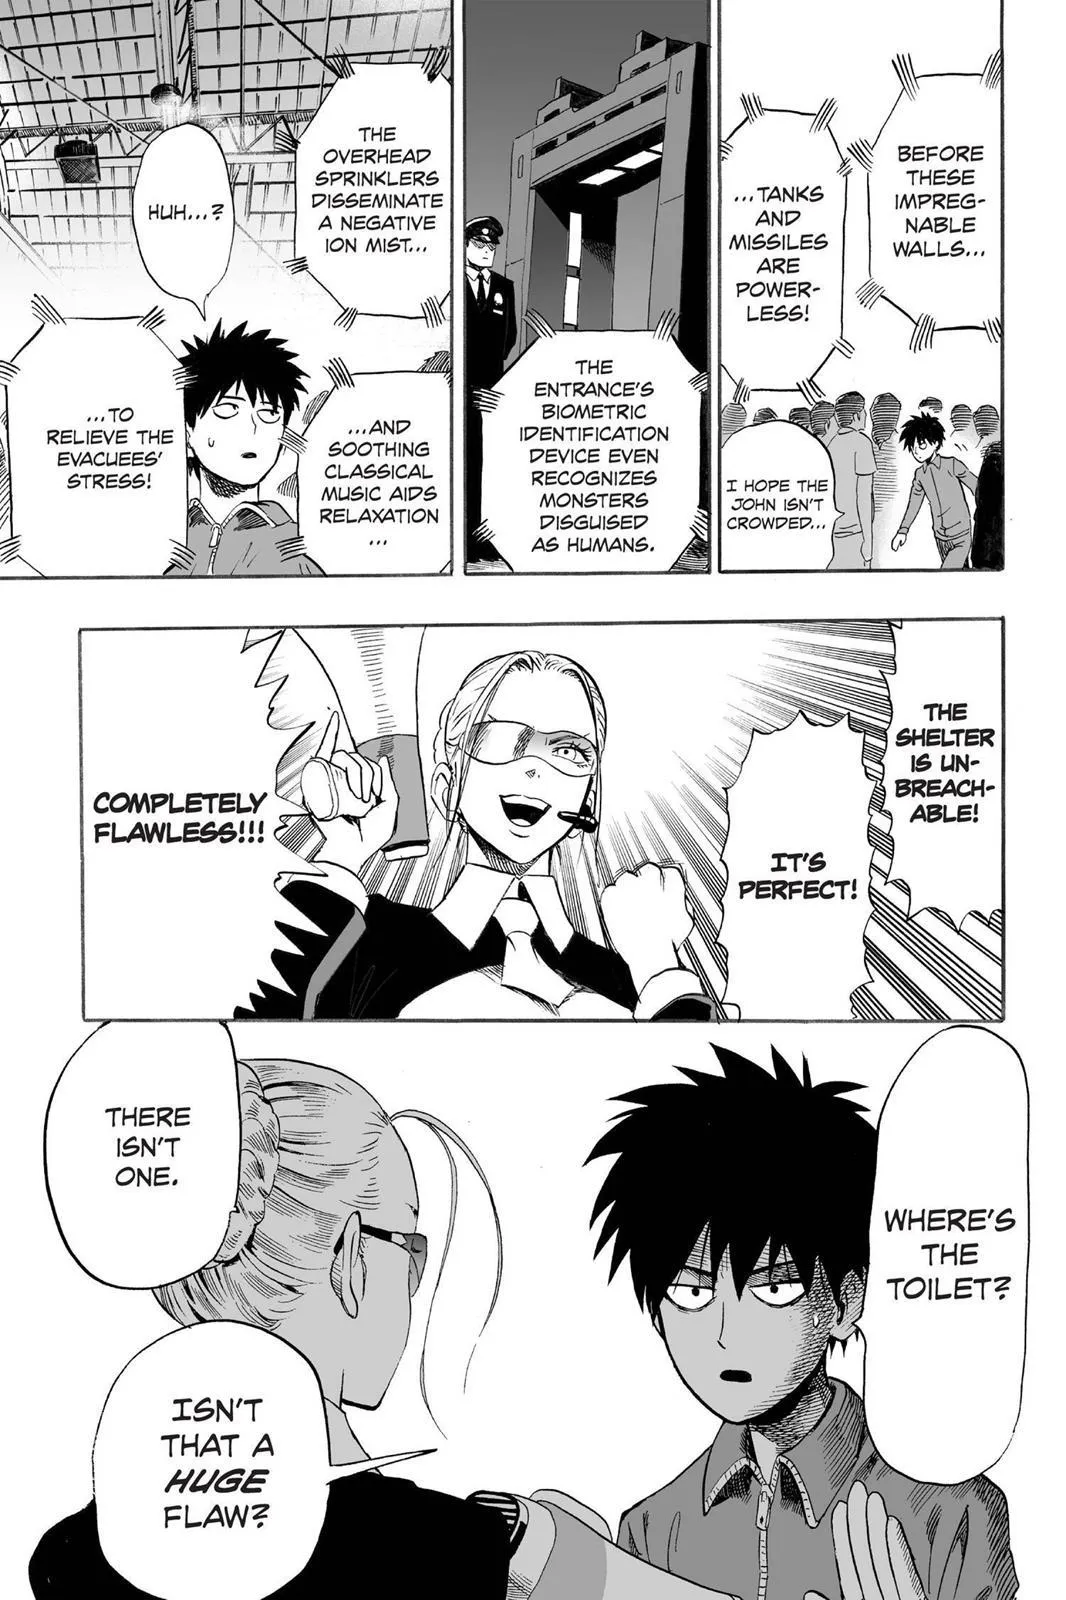 BEFORE
THESE
IMPREG-
NABLE
WALLS...
...TANKS
AND
MISSILES
ARE
POWER-
LESS!
I HOPE THE
JOHN ISN'T
CROWDED...
THE
ENTRANCE'S
BIOMETRIC
IDENTIFICATION
DEVICE EVEN
RECOGNIZES
MONSTERS
DISGUISED
AS HUMANS.
THE
OVERHEAD
SPRINKLERS
DISSEMINATE
A NEGATIVE
ION MIST...
HUH...?
...AND
SOOTHING
CLASSICAL
MUSIC AIDS
RELAXATION
...
...TO
RELIEVE THE
EVACUEES'
STRESS!
THE
SHELTER
IS UN-
BREACH-
ABLE!
IT'S
PERFECT!
COMPLETELY
FLAWLESS!!!
WHERE'S
THE
TOILET?
THERE
ISN'T
ONE.
ISN'T
THAT A
HUGE
FLAW?